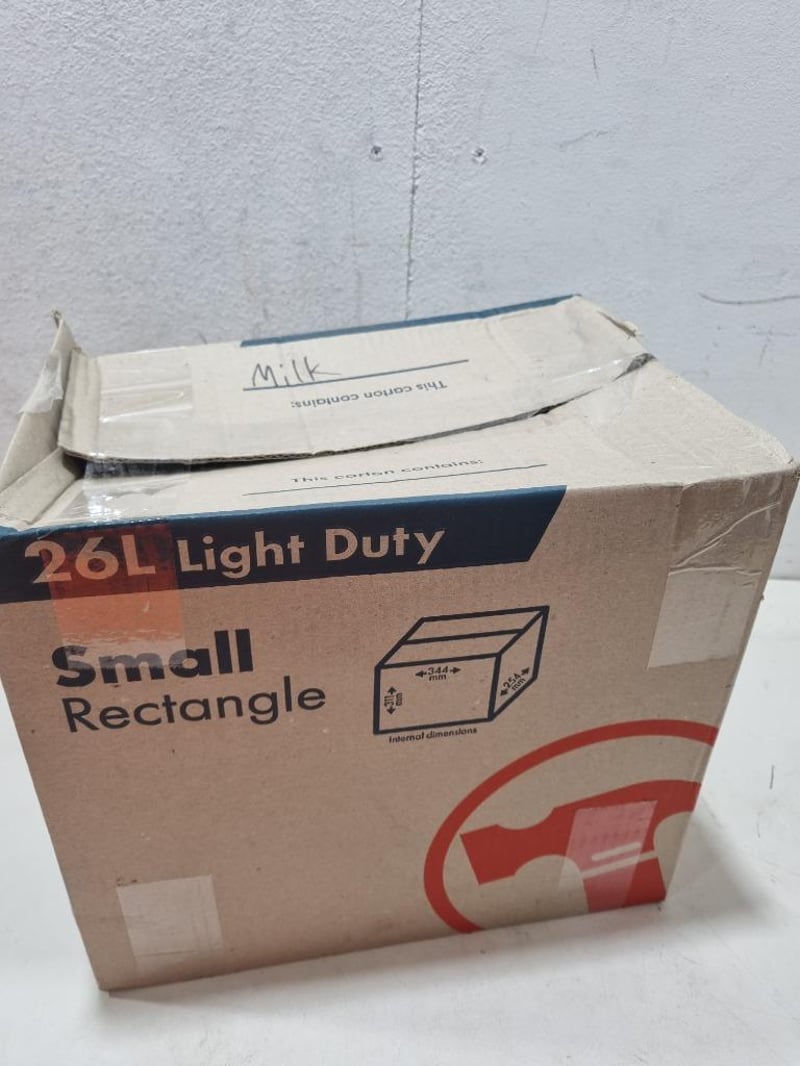 Milk
This carton contains:
This carton contains:
26L Light Duty
Small
Rectangle
344
mm
311
mm
254
mm
Internal dimensions